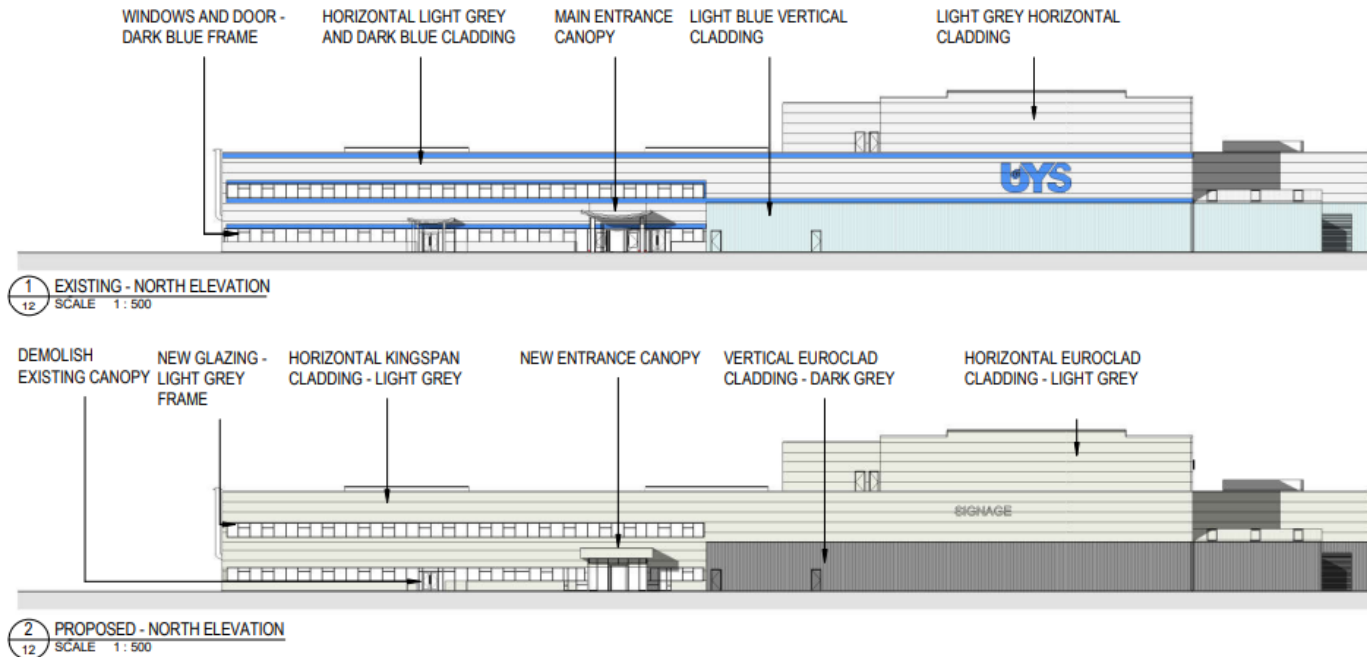 WINDOWS AND DOOR -
DARK BLUE FRAME
HORIZONTAL LIGHT GREY
AND DARK BLUE CLADDING
MAIN ENTRANCE
CANOPY
LIGHT BLUE VERTICAL
CLADDING
LIGHT GREY HORIZONTAL
CLADDING
bYS
1
12
EXISTING - NORTH ELEVATION
SCALE 1 : 500
DEMOLISH
EXISTING CANOPY
NEW GLAZING -
LIGHT GREY
FRAME
HORIZONTAL KINGSPAN
CLADDING - LIGHT GREY
NEW ENTRANCE CANOPY
VERTICAL EUROCLAD
CLADDING - DARK GREY
HORIZONTAL EUROCLAD
CLADDING - LIGHT GREY
SIGNAGE
2
12
PROPOSED - NORTH ELEVATION
SCALE 1 : 500